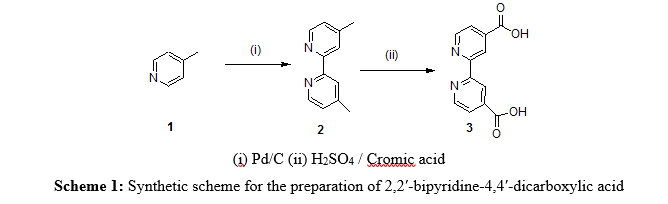 O
OH
(i)
(ii)
N
N
N
N
N
OH
O
1
2
3
(i) Pd/C (ii) H₂SO₄ / Cromic acid
Scheme 1: Synthetic scheme for the preparation of 2,2′-bipyridine-4,4′-dicarboxylic acid